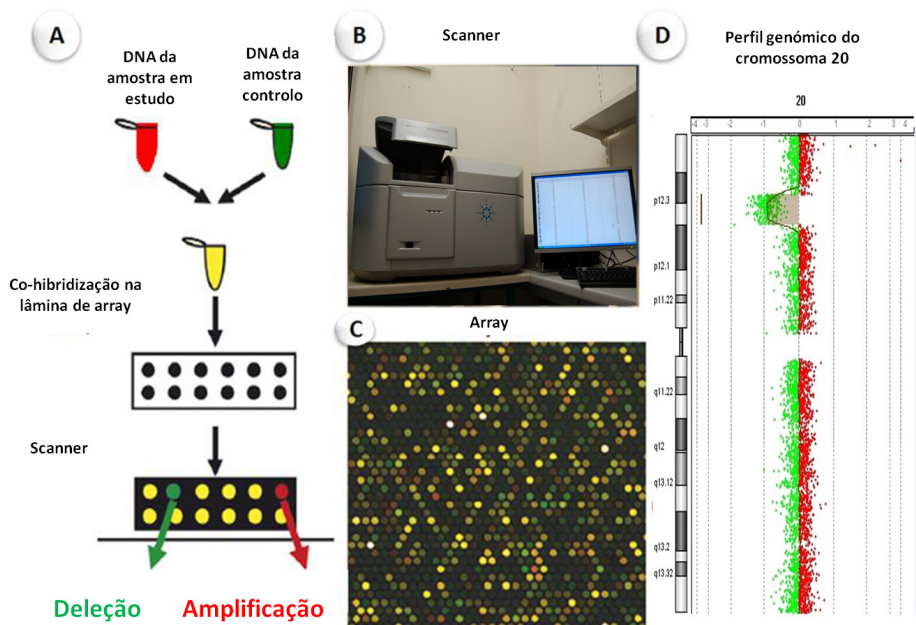 A
DNA da
amostra em
estudo
DNA da
amostra
controlo
Co-hibridização na
lâmina de array
Scanner
Deleção
Amplificação
B
Scanner
C
Array
D
Perfil genómico do
cromossoma 20
20
-4 -3 -2 -1 0 1 2 3 4
p12.3
p12.1
p11.22
q11.22
q12
q13.12
q13.2
q13.32